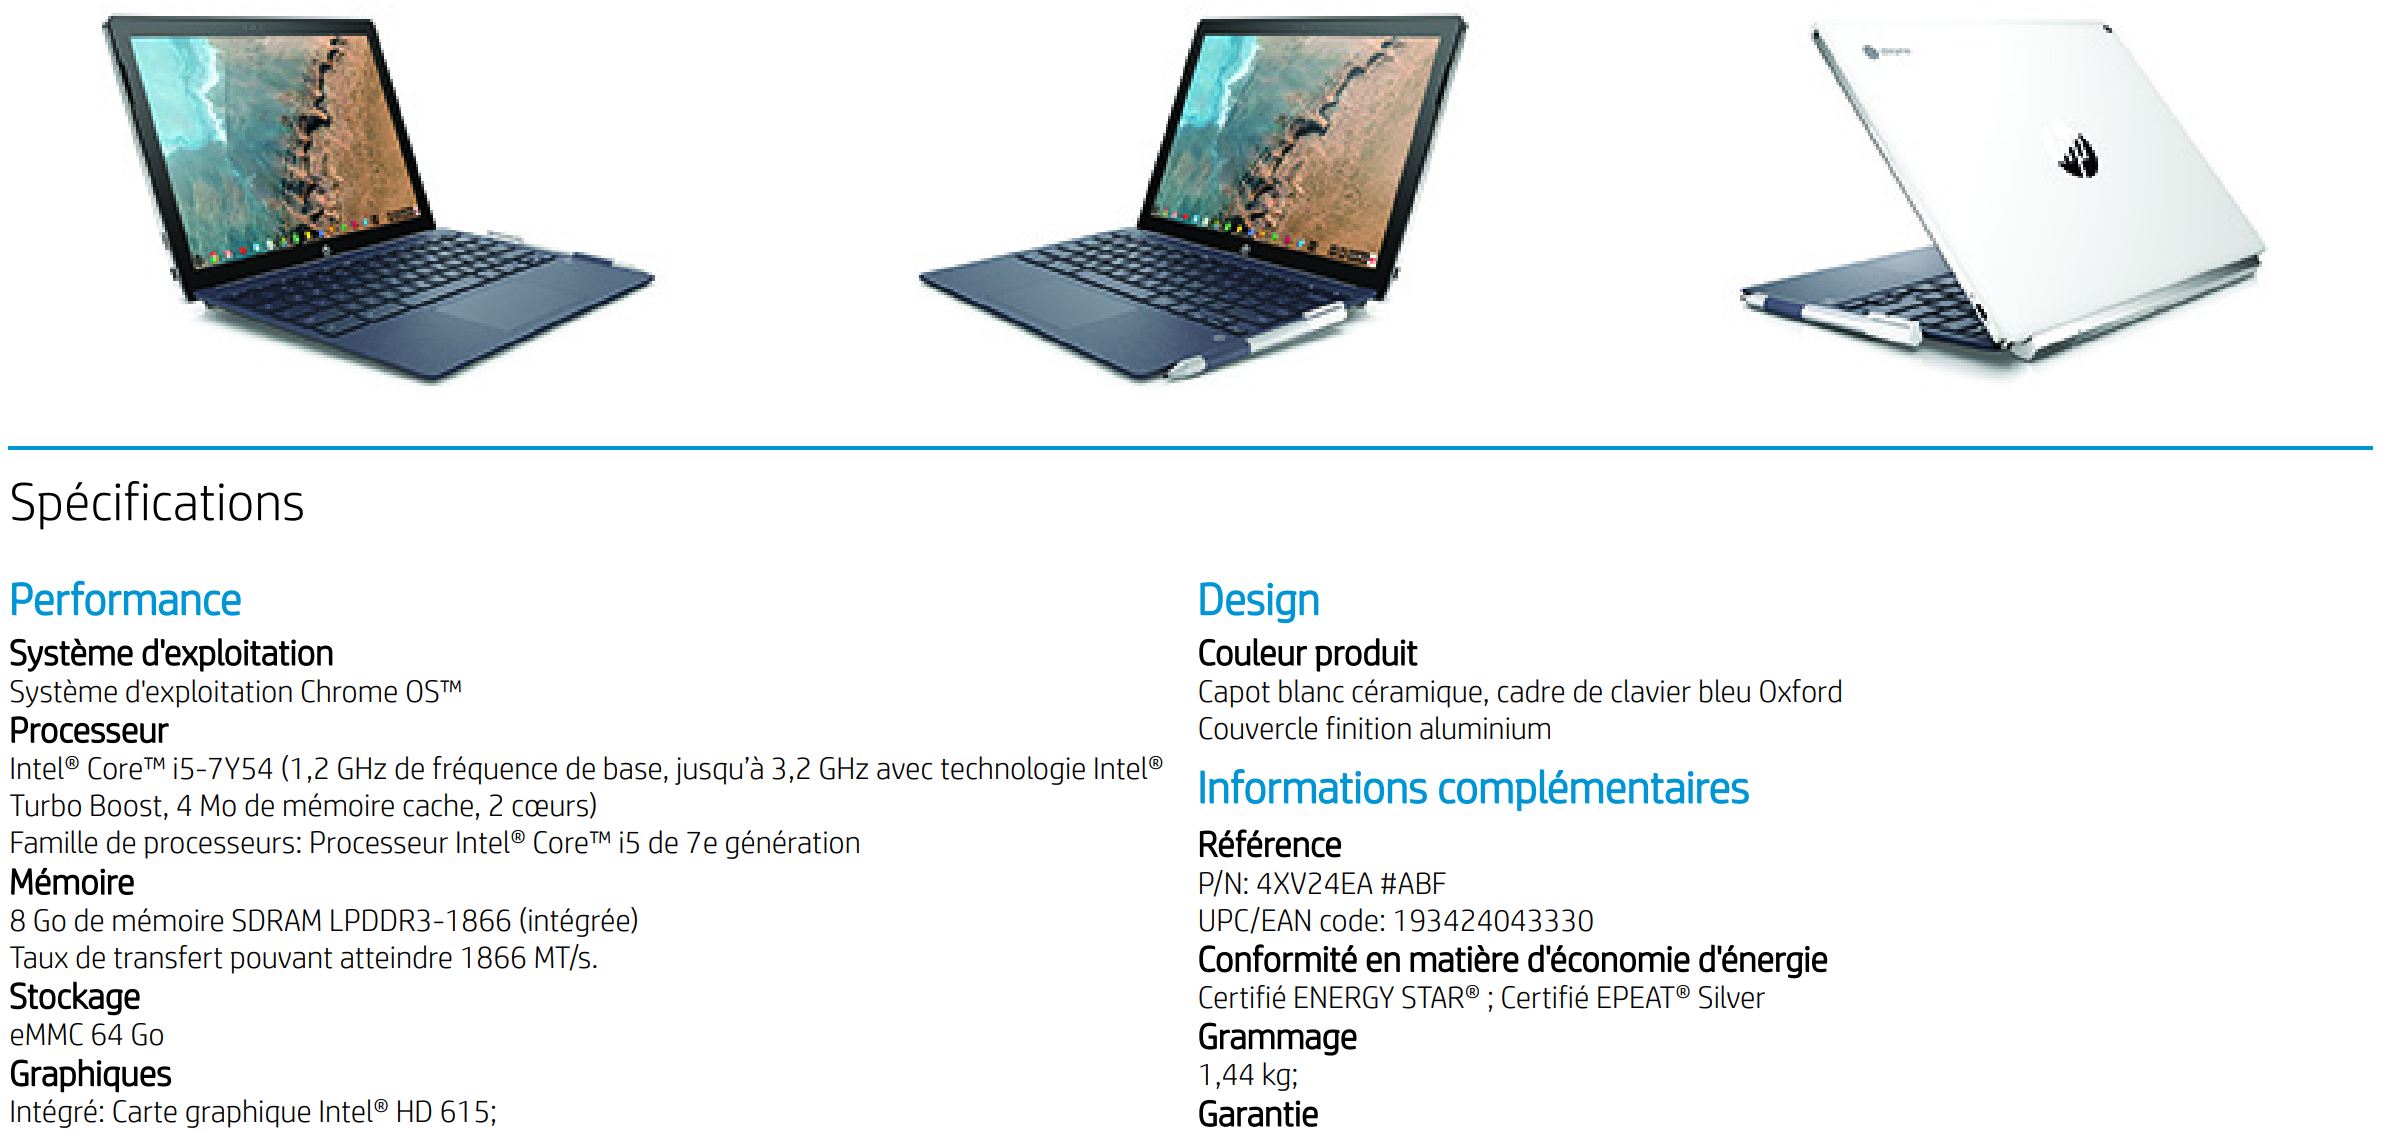 Spécifications
Performance
Système d'exploitation
Système d'exploitation Chrome OS™
Processeur
Intel® Core™ i5-7Y54 (1,2 GHz de fréquence de base, jusqu’à 3,2 GHz avec technologie Intel®
Turbo Boost, 4 Mo de mémoire cache, 2 cœurs)
Famille de processeurs: Processeur Intel® Core™ i5 de 7e génération
Mémoire
8 Go de mémoire SDRAM LPDDR3-1866 (intégrée)
Taux de transfert pouvant atteindre 1866 MT/s.
Stockage
eMMC 64 Go
Graphiques
Intégré: Carte graphique Intel® HD 615;
Design
Couleur produit
Capot blanc céramique, cadre de clavier bleu Oxford
Couvercle finition aluminium
Informations complémentaires
Référence
P/N: 4XV24EA #ABF
UPC/EAN code: 193424043330
Conformité en matière d'économie d'énergie
Certifié ENERGY STAR® ; Certifié EPEAT® Silver
Grammage
1,44 kg;
Garantie